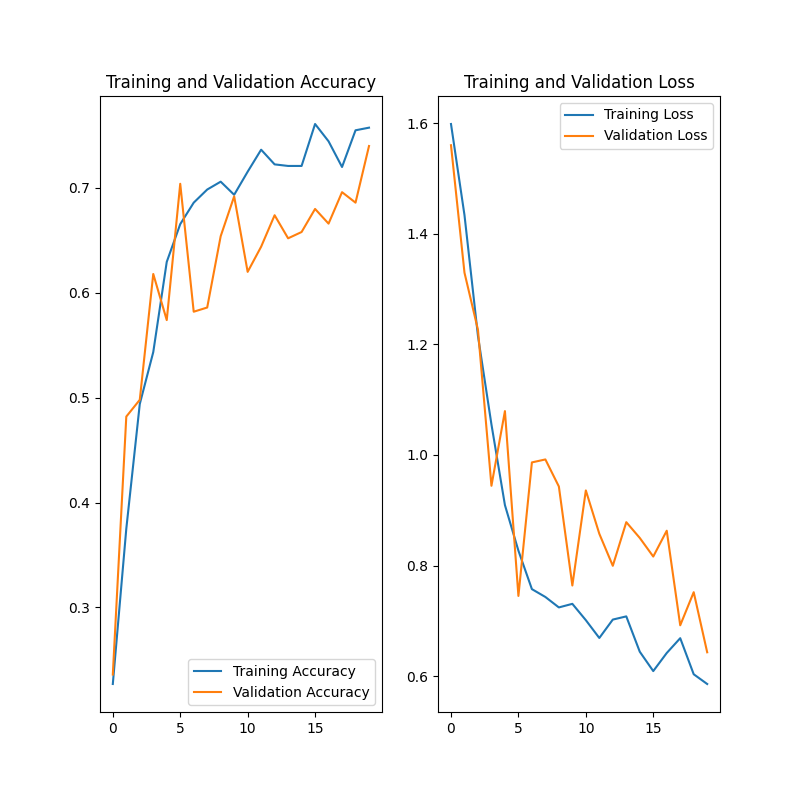 Training and Validation Accuracy
0.7
0.6
0.5
0.4
0.3
0 5 10 15
Training Accuracy
Validation Accuracy
Training and Validation Loss
1.6
1.4
1.2
1.0
0.8
0.6
0 5 10 15
Training Loss
Validation Loss